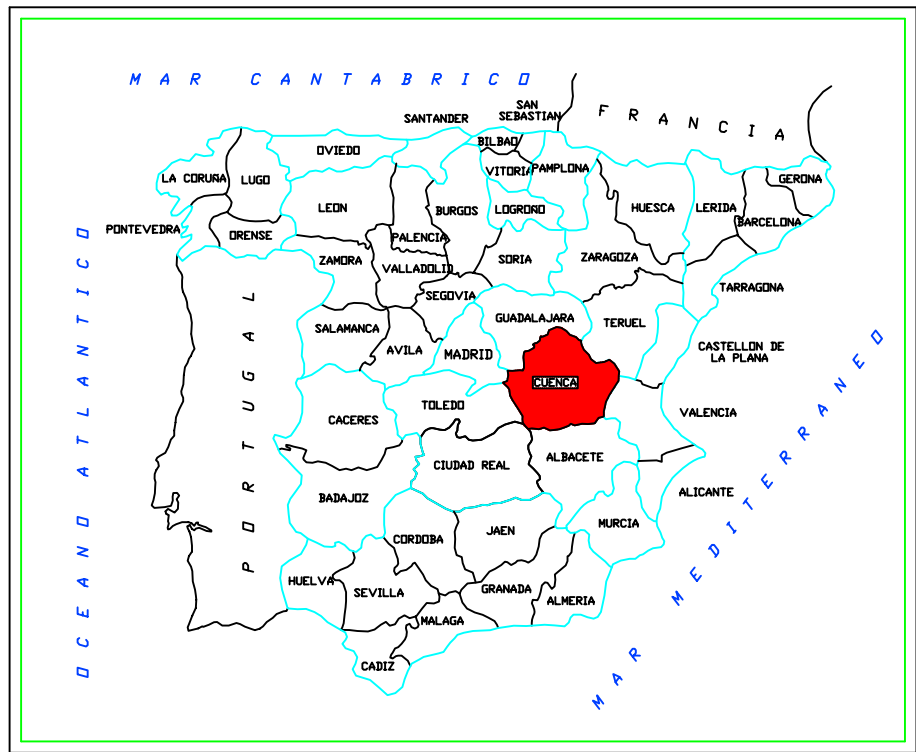 MAR CANTABRICO
FRANCIA
SAN
SEBASTIAN
SANTANDER
BILBAO
OVIEDO
LA CORUÑA
LUGO
VITORIA
PAMPLONA
GERONA
LEON
BURGOS
LOGROÑO
HUESCA
LERIDA
BARCELONA
PONTEVEDRA
ORENSE
PALENCIA
ZAMORA
VALLADOLID
SORIA
ZARAGOZA
TARRAGONA
SEGOVIA
GUADALAJARA
TERUEL
SALAMANCA
AVILA
MADRID
CASTELLON DE
LA PLANA
CUENCA
TOLEDO
CACERES
VALENCIA
CIUDAD REAL
ALBACETE
BADAJOZ
ALICANTE
MURCIA
JAEN
CORDOBA
HUELVA
SEVILLA
GRANADA
ALMERIA
MALAGA
CADIZ
PORTUGAL
OCEANO ATLANTICO
MAR MEDITERRANEO